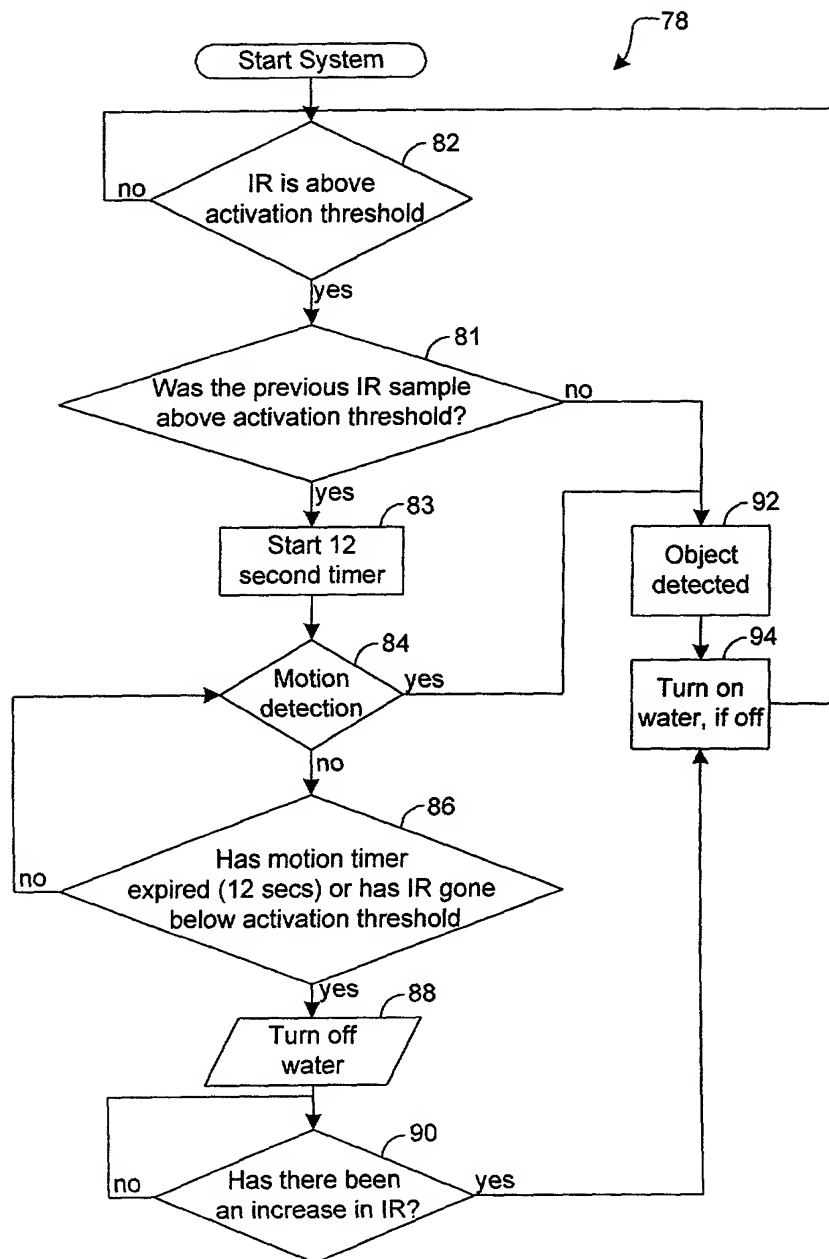 78
Start System
82
IR is above
activation threshold
no
yes
81
Was the previous IR sample
above activation threshold?
no
yes
83
Start 12
second timer
92
Object
detected
84
Motion
detection
yes
no
94
Turn on
water, if off
86
Has motion timer
expired (12 secs) or has IR gone
below activation threshold
no
yes
88
Turn off
water
90
Has there been
an increase in IR?
no
yes